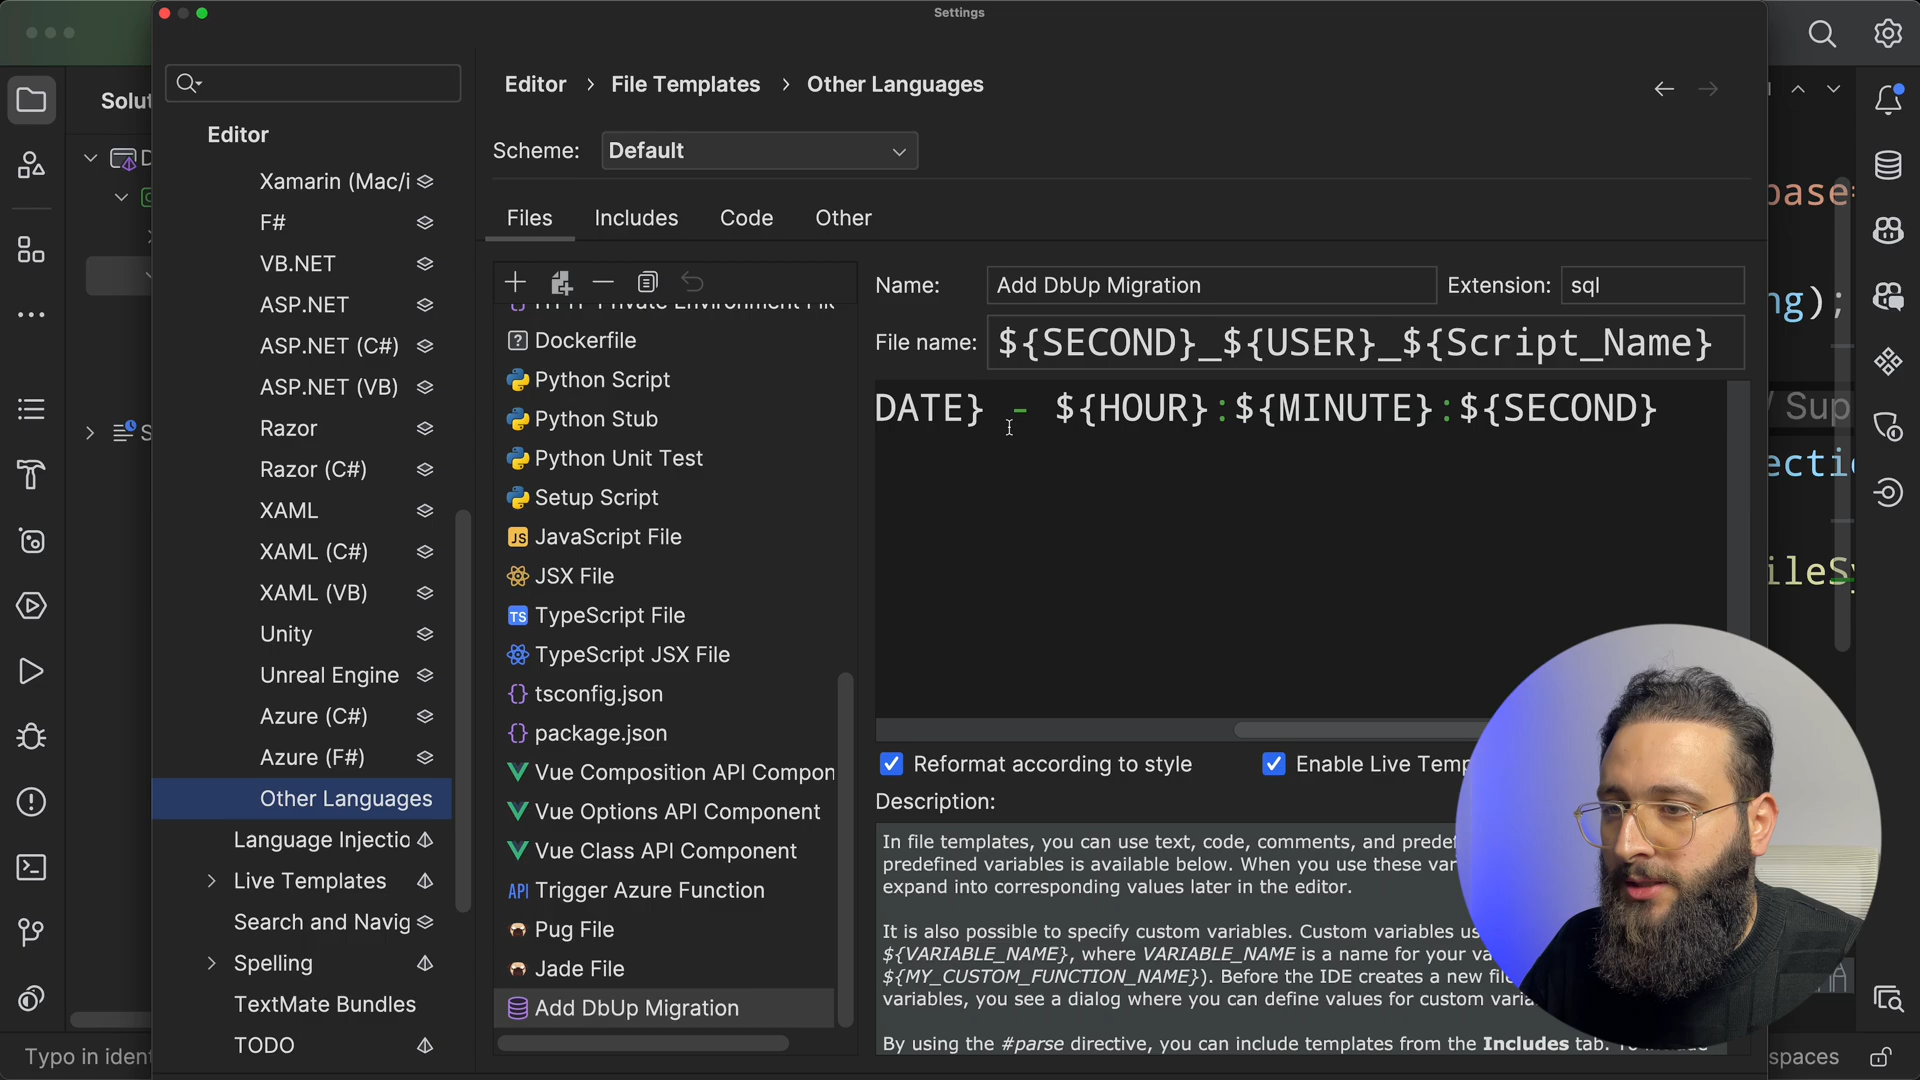 Settings
Solut
Editor
Xamarin (Mac/i
F#
VB.NET
ASP.NET
ASP.NET (C#)
ASP.NET (VB)
Razor
Razor (C#)
XAML
XAML (C#)
XAML (VB)
Unity
Unreal Engine
Azure (C#)
Azure (F#)
Other Languages
Language Injectio
Live Templates
Search and Navig
Spelling
TextMate Bundles
TODO
Typo in ident
Editor › File Templates › Other Languages
Scheme: Default
Files Includes Code Other
Dockerfile
Python Script
Python Stub
Python Unit Test
Setup Script
JavaScript File
JSX File
TypeScript File
TypeScript JSX File
tsconfig.json
package.json
Vue Composition API Compon
Vue Options API Component
Vue Class API Component
Trigger Azure Function
Pug File
Jade File
Add DbUp Migration
Name: Add DbUp Migration Extension: sql
File name: ${SECOND}_${USER}_${Script_Name}
DATE} - ${HOUR}:${MINUTE}:${SECOND}
Reformat according to style Enable Live Temp
Description:
In file templates, you can use text, code, comments, and predef
predefined variables is available below. When you use these var
expand into corresponding values later in the editor.
It is also possible to specify custom variables. Custom variables us
${VARIABLE_NAME}, where VARIABLE_NAME is a name for your va
${MY_CUSTOM_FUNCTION_NAME}). Before the IDE creates a new file
variables, you see a dialog where you can define values for custom varia
By using the #parse directive, you can include templates from the Includes tab.
base=
ng);
/ Sup
ectio
ileSy
spaces